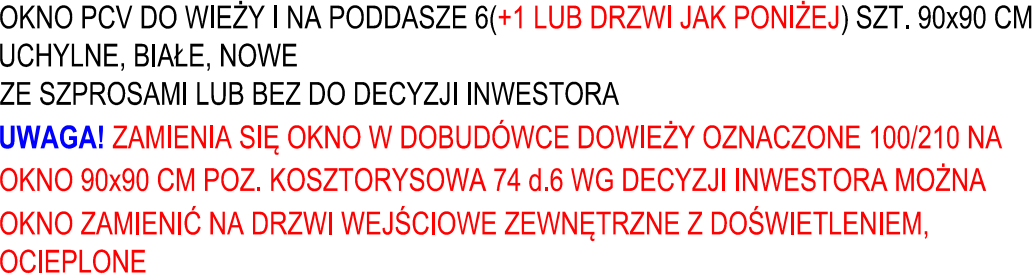 OKNO PCV DO WIEŻY I NA PODDASZE 6(+1 LUB DRZWI JAK PONIŻEJ) SZT. 90x90 CM
UCHYLNE, BIAŁE, NOWE
ZE SZPROSAMI LUB BEZ DO DECYZJI INWESTORA
UWAGA! ZAMIENIA SIĘ OKNO W DOBUDÓWCE DOWIEŻY OZNACZONE 100/210 NA
OKNO 90x90 CM POZ. KOSZTORYSOWA 74 d.6 WG DECYZJI INWESTORA MOŻNA
OKNO ZAMIENIĆ NA DRZWI WEJŚCIOWE ZEWNĘTRZNE Z DOŚWIETLENIEM,
OCIEPLONE